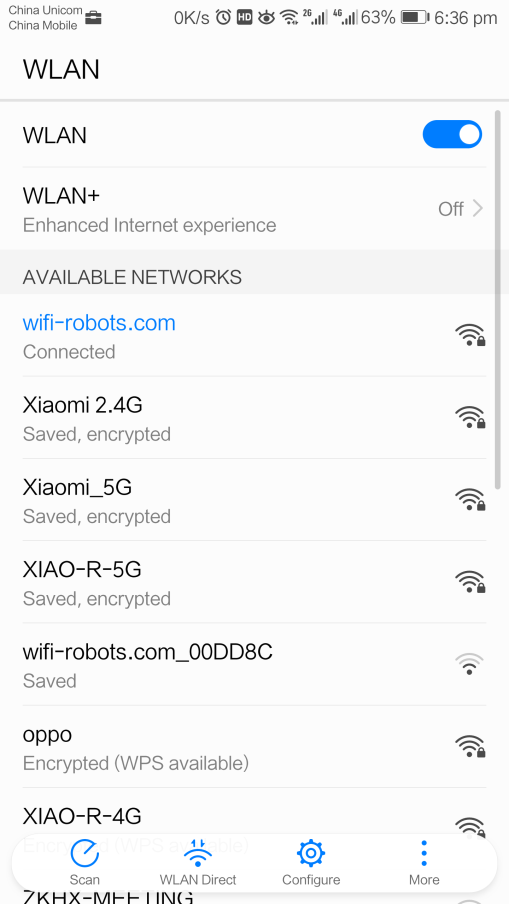 China Unicom
China Mobile
0K/s HD 2G 4G 63% 6:36 pm
WLAN
WLAN
WLAN+
Enhanced Internet experience
Off
AVAILABLE NETWORKS
wifi-robots.com
Connected
Xiaomi 2.4G
Saved, encrypted
Xiaomi_5G
Saved, encrypted
XIAO-R-5G
Saved, encrypted
wifi-robots.com_00DD8C
Saved
oppo
Encrypted (WPS available)
XIAO-R-4G
Encrypted (WPS available)
Scan
WLAN Direct
Configure
More
ZKHX-MEETING